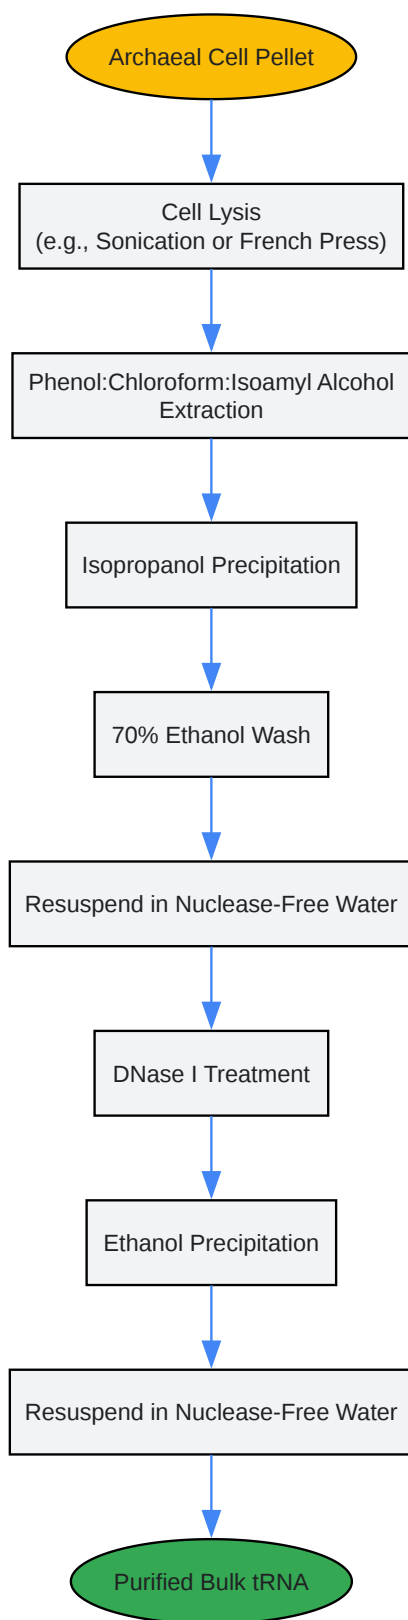 Archaeal Cell Pellet
Cell Lysis
(e.g., Sonication or French Press)
Phenol:Chloroform:Isoamyl Alcohol
Extraction
Isopropanol Precipitation
70% Ethanol Wash
Resuspend in Nuclease-Free Water
DNase I Treatment
Ethanol Precipitation
Resuspend in Nuclease-Free Water
Purified Bulk tRNA